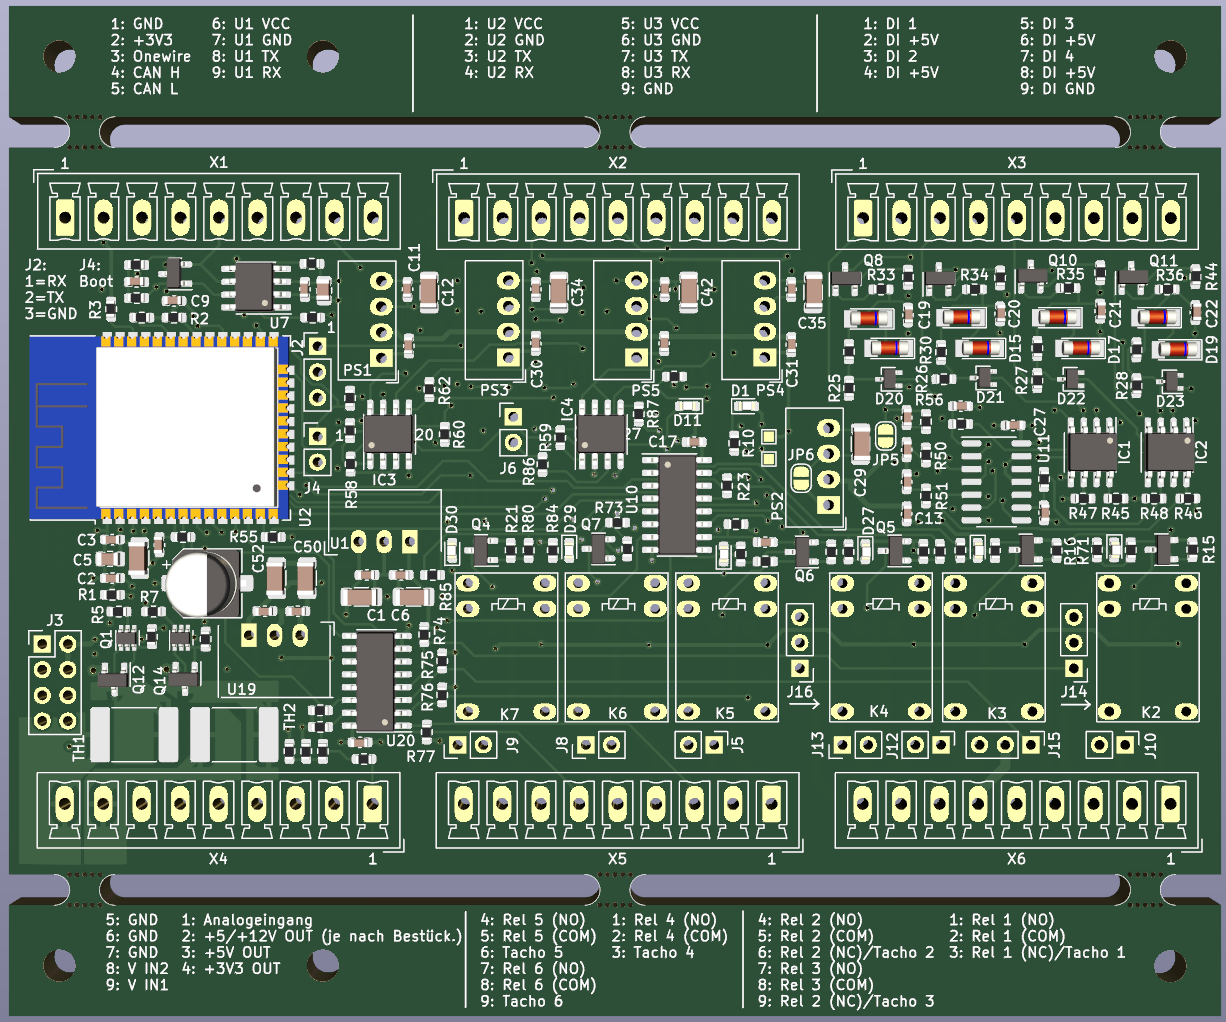 1: GND
2: +3V3
3: Onewire
4: CAN H
5: CAN L
6: U1 VCC
7: U1 GND
8: U1 TX
9: U1 RX
1: U2 VCC
2: U2 GND
3: U2 TX
4: U2 RX
5: U3 VCC
6: U3 GND
7: U3 TX
8: U3 RX
9: GND
1: DI 1
2: DI +5V
3: DI 2
4: DI +5V
5: DI 3
6: DI +5V
7: DI 4
8: DI +5V
9: DI GND
1 X1
1 X2
1 X3
J2: J4:
1=RX Boot
2=TX
3=GND
R3
C9
R2
U7
C11
C12
C34
C42
C35
Q8
R33
R34
Q10
R35
Q11
R36
R44
C19
C20
C21
C22
J2
1
PS1
PS3
C30
PS5
PS4
C31
R30
D15
D17
D19
R25
R26
R27
R28
D20
D21
D22
D23
R62
R60
R58
IC3
20
1
J4
U2
J6
R59
R86
IC4
R87
R7
D11
D1
C17
R10
R23
U10
JP6
PS2
C29
JP5
R56
R50
R51
C13
U11
C27
IC1
IC2
R47
R45
R48
R46
C3
C5
C2
R1
R5
R7
R55
C52
C50
U1
C1
C6
R85
D30
Q4
R21
R80
R84
D29
Q7
R73
Q6
D27
Q5
R16
R71
R15
J3
Q1
Q12
Q14
U19
TH1
TH2
R74
R75
R76
R77
U20
K7
K6
K5
J16
K4
K3
J14
K2
J9
J8
J5
J13
J12
J15
J10
X4 1
X5 1
X6 1
5: GND
6: GND
7: GND
8: V IN2
9: V IN1
1: Analogeingang
2: +5/+12V OUT (je nach Bestück.)
3: +5V OUT
4: +3V3 OUT
4: Rel 5 (NO)
5: Rel 5 (COM)
6: Tacho 5
7: Rel 6 (NO)
8: Rel 6 (COM)
9: Tacho 6
1: Rel 4 (NO)
2: Rel 4 (COM)
3: Tacho 4
4: Rel 2 (NO)
5: Rel 2 (COM)
6: Rel 2 (NC)/Tacho 2
7: Rel 3 (NO)
8: Rel 3 (COM)
9: Rel 2 (NC)/Tacho 3
1: Rel 1 (NO)
2: Rel 1 (COM)
3: Rel 1 (NC)/Tacho 1